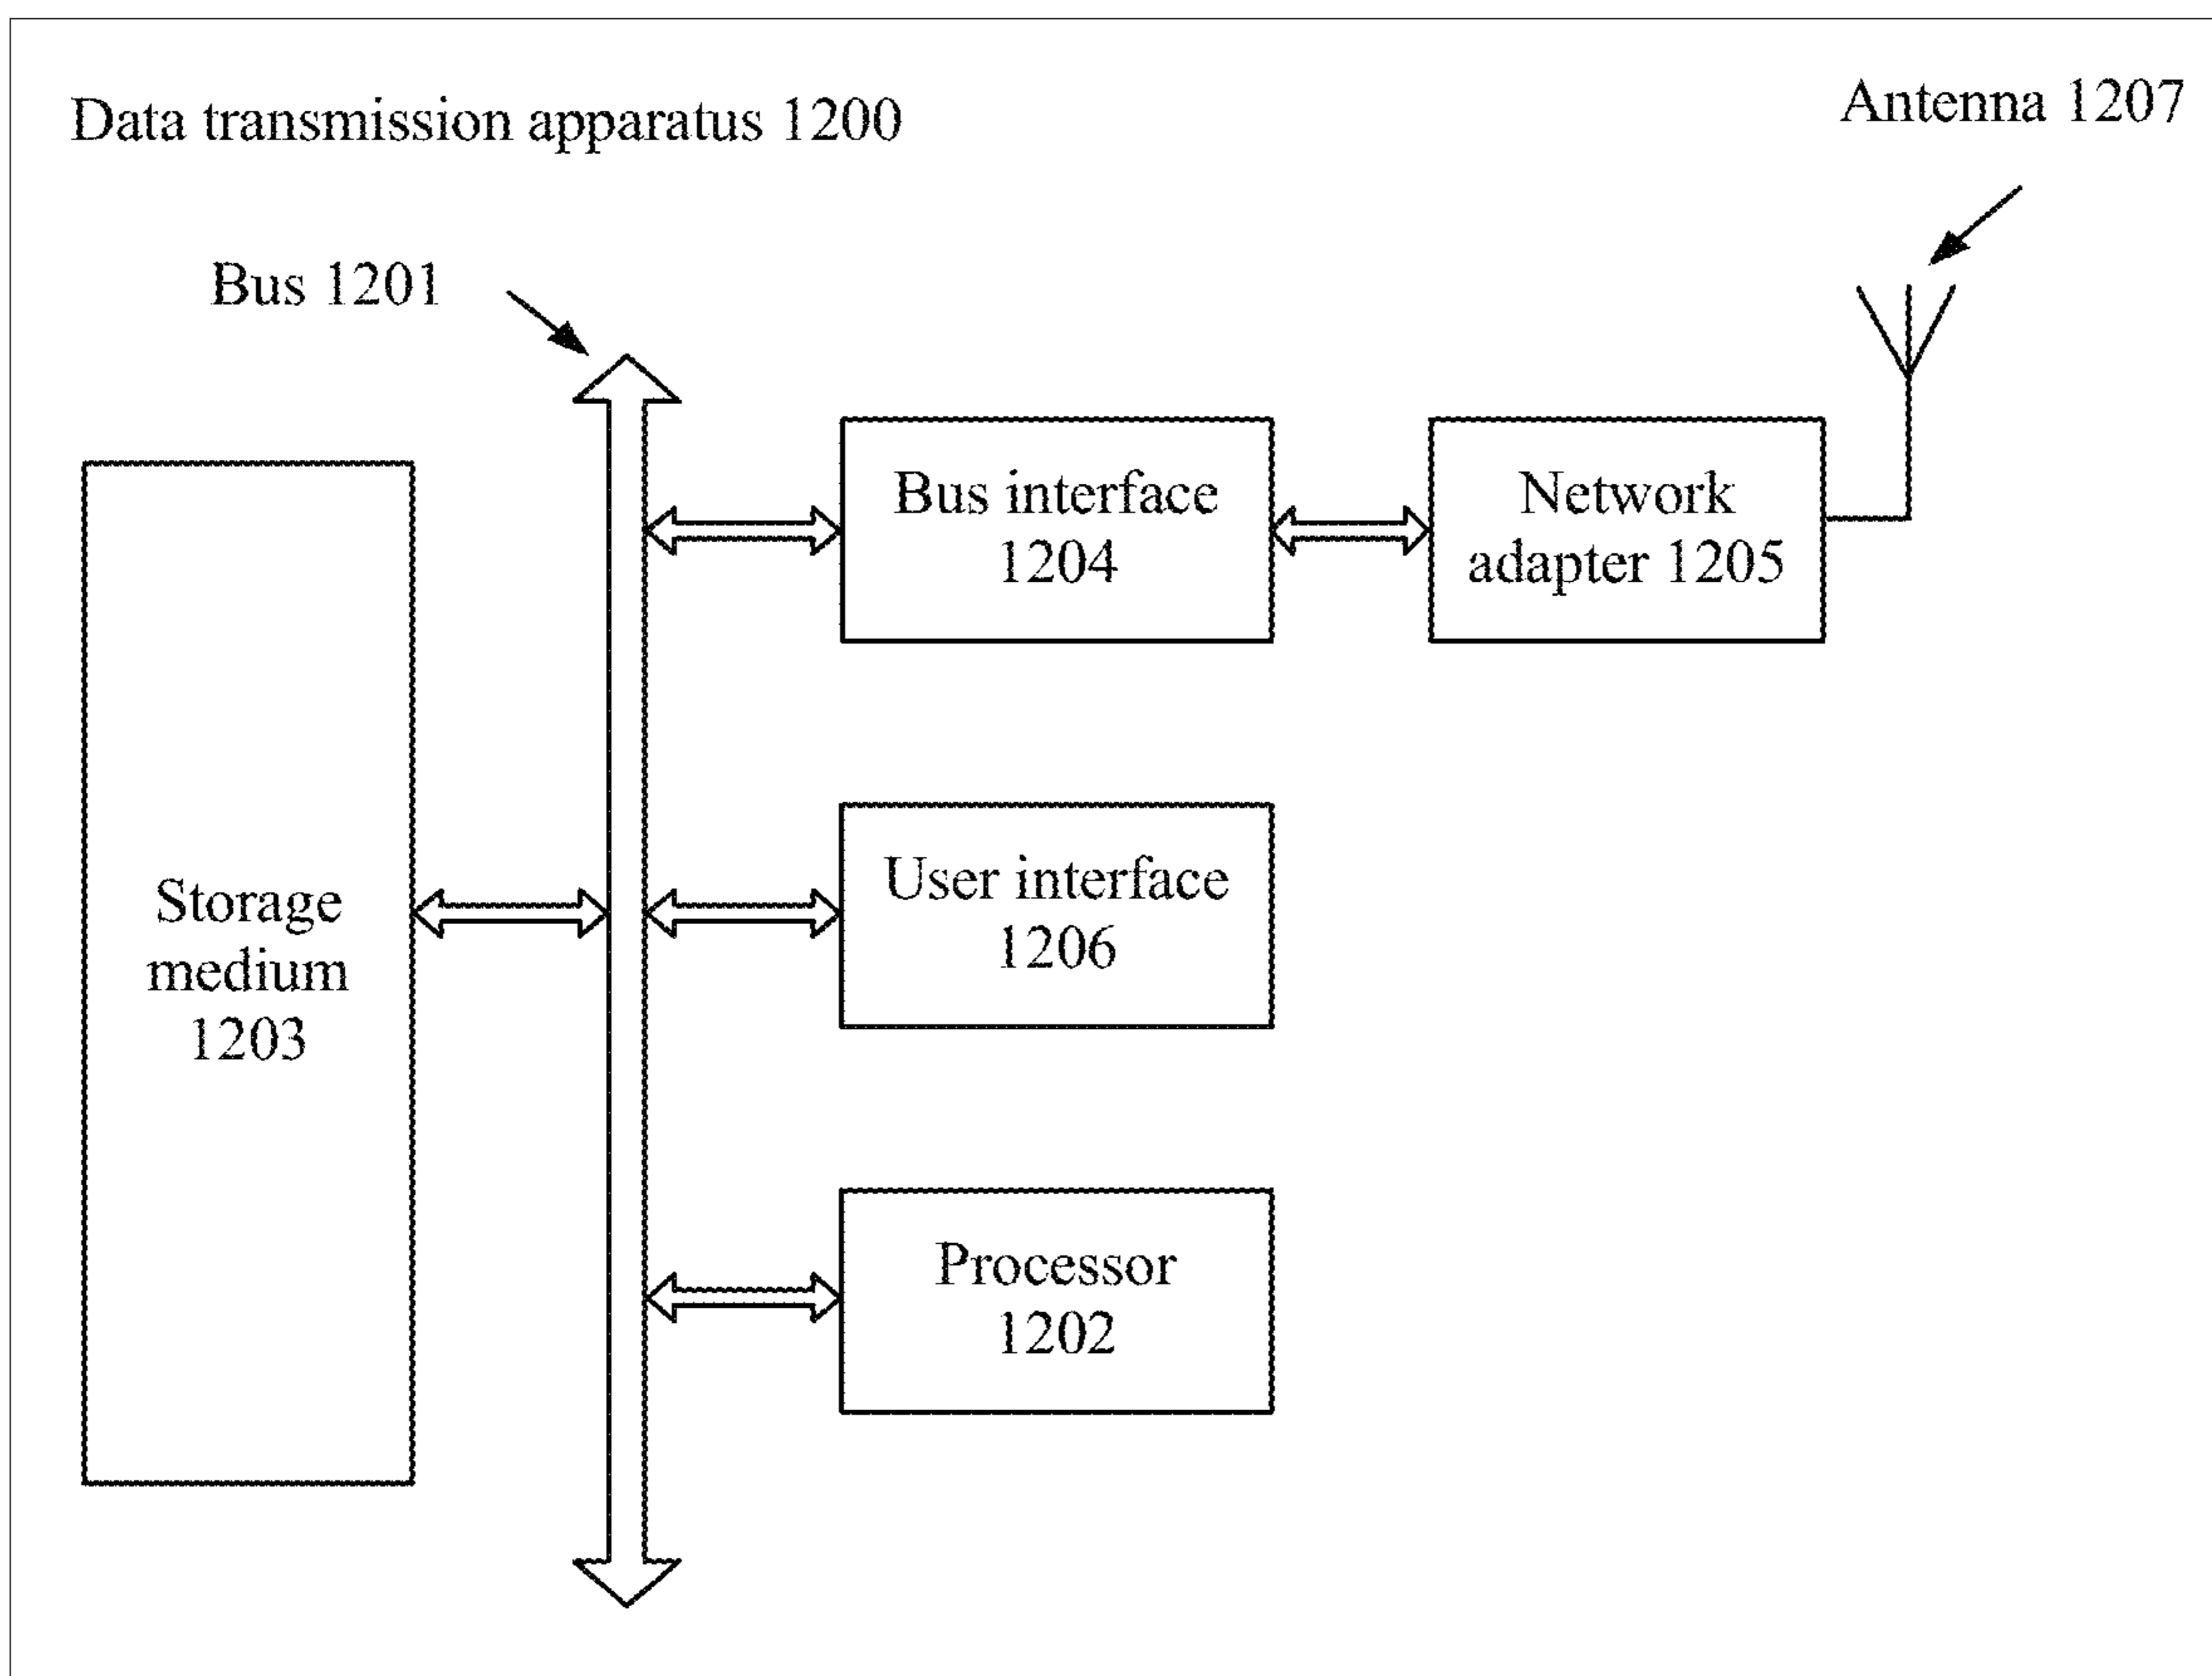 Data transmission apparatus 1200
Antenna 1207
Bus 1201
Bus interface
1204
Network
adapter 1205
Storage
medium
1203
User interface
1206
Processor
1202